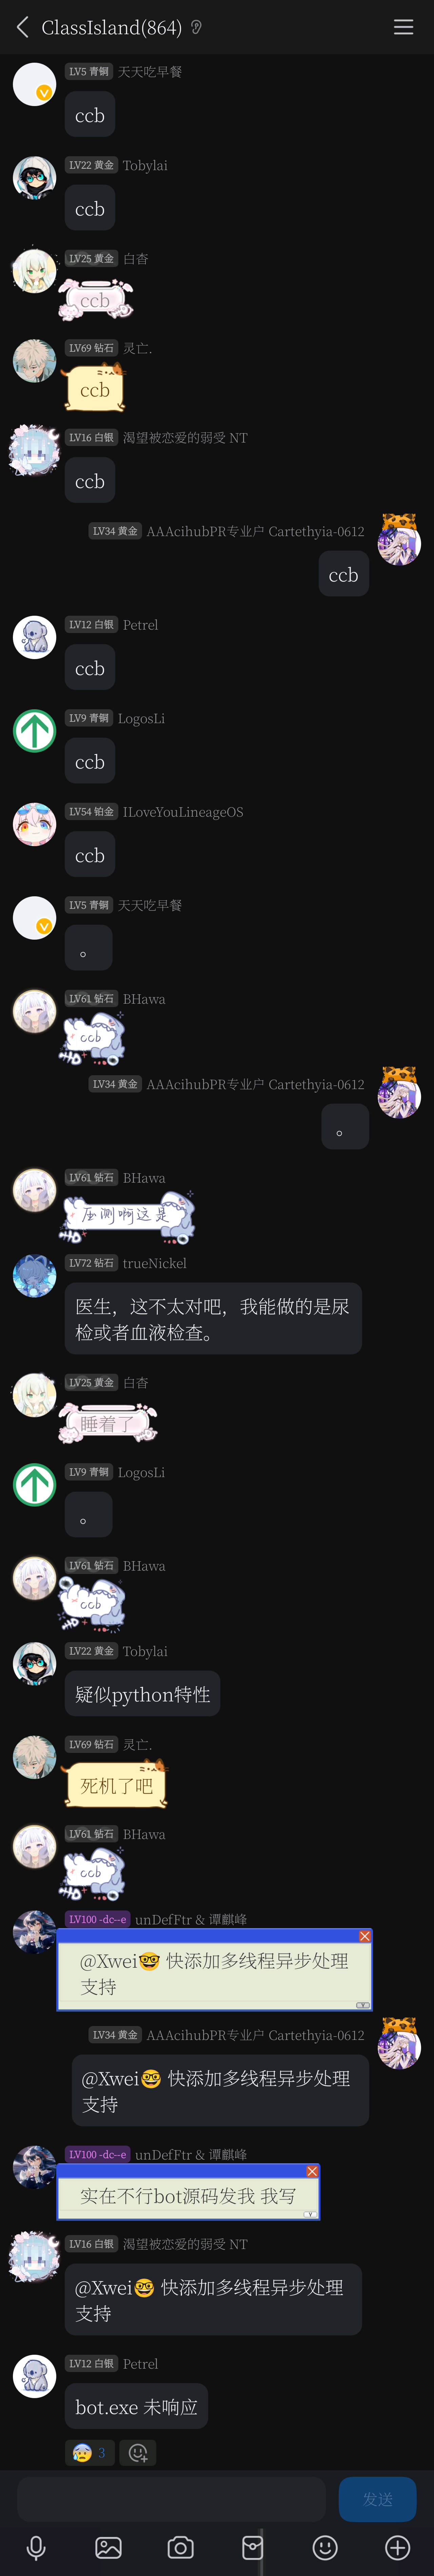 ClassIsland(864)
LV5 青铜 天天吃早餐
ccb
LV22 黄金 Tobylai
ccb
LV25 黄金 白杏
ccb
LV69 钻石 灵亡.
ccb
LV16 白银 渴望被恋爱的弱受 NT
ccb
LV34 黄金 AAAcihubPR专业户 Cartethyia-0612
ccb
LV12 白银 Petrel
ccb
LV9 青铜 LogosLi
ccb
LV54 铂金 ILoveYouLineageOS
ccb
LV5 青铜 天天吃早餐
。
LV61 钻石 BHawa
ccb
LV34 黄金 AAAcihubPR专业户 Cartethyia-0612
。
LV61 钻石 BHawa
压测啊这是
LV72 钻石 trueNickel
医生，这不太对吧，我能做的是尿
检或者血液检查。
LV25 黄金 白杏
睡着了
LV9 青铜 LogosLi
。
LV61 钻石 BHawa
ccb
LV22 黄金 Tobylai
疑似python特性
LV69 钻石 灵亡.
死机了吧
LV61 钻石 BHawa
ccb
LV100 -dc--e unDefFtr & 谭麒峰
@Xwei🤓 快添加多线程异步处理
支持
LV34 黄金 AAAcihubPR专业户 Cartethyia-0612
@Xwei🤓 快添加多线程异步处理
支持
LV100 -dc--e unDefFtr & 谭麒峰
实在不行bot源码发我 我写
LV16 白银 渴望被恋爱的弱受 NT
@Xwei🤓 快添加多线程异步处理
支持
LV12 白银 Petrel
bot.exe 未响应
😰 3
发送